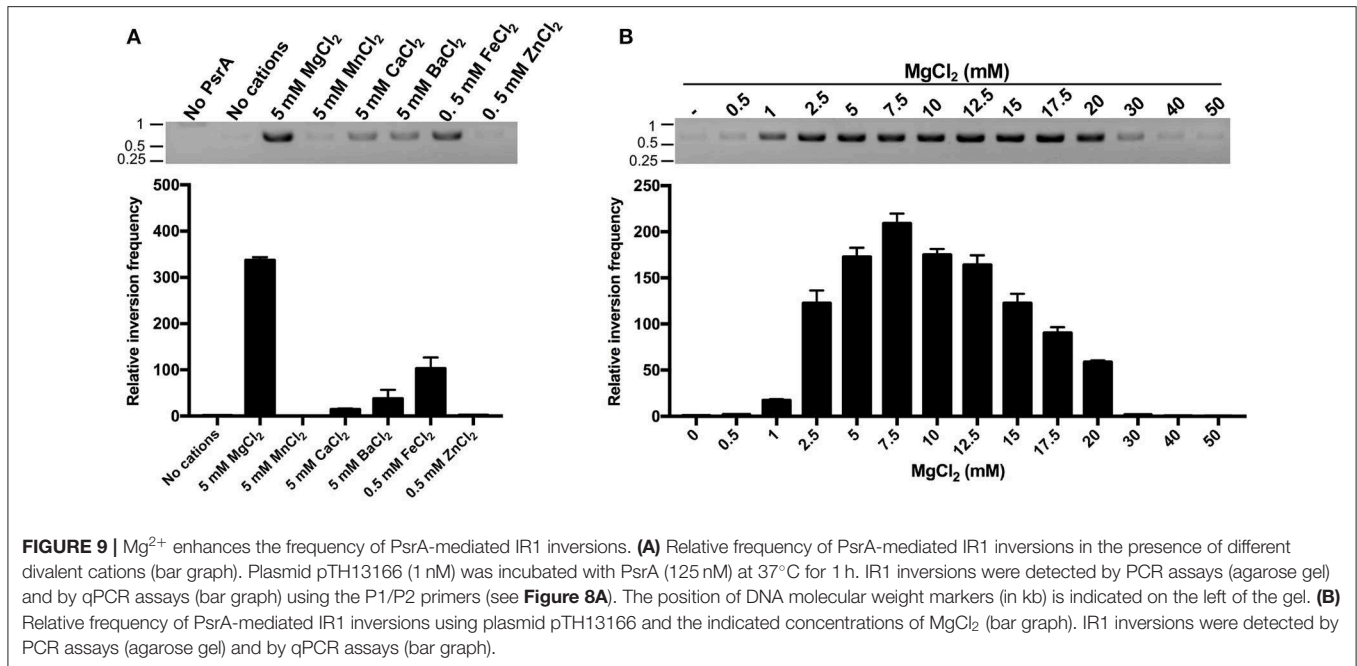 A
No PsrA
No cations
5 mM MgCl₂
5 mM MnCl₂
5 mM CaCl₂
5 mM BaCl₂
0. 5 mM FeCl₂
0. 5 mM ZnCl₂
1
0.5
0.25
Relative inversion frequency
500
400
300
200
100
0
No cations
5 mM MgCl₂
5 mM MnCl₂
5 mM CaCl₂
5 mM BaCl₂
0.5 mM FeCl₂
0.5 mM ZnCl₂
B
MgCl₂ (mM)
- 0.5 1 2.5 5 7.5 10 12.5 15 17.5 20 30 40 50
1
0.5
0.25
Relative inversion frequency
250
200
150
100
50
0
0 0.5 1 2.5 5 7.5 10 12.5 15 17.5 20 30 40 50
MgCl₂ (mM)
FIGURE 9 | Mg²⁺ enhances the frequency of PsrA-mediated IR1 inversions. (A) Relative frequency of PsrA-mediated IR1 inversions in the presence of different
divalent cations (bar graph). Plasmid pTH13166 (1 nM) was incubated with PsrA (125 nM) at 37°C for 1 h. IR1 inversions were detected by PCR assays (agarose gel)
and by qPCR assays (bar graph) using the P1/P2 primers (see Figure 8A). The position of DNA molecular weight markers (in kb) is indicated on the left of the gel. (B)
Relative frequency of PsrA-mediated IR1 inversions using plasmid pTH13166 and the indicated concentrations of MgCl₂ (bar graph). IR1 inversions were detected by
PCR assays (agarose gel) and by qPCR assays (bar graph).